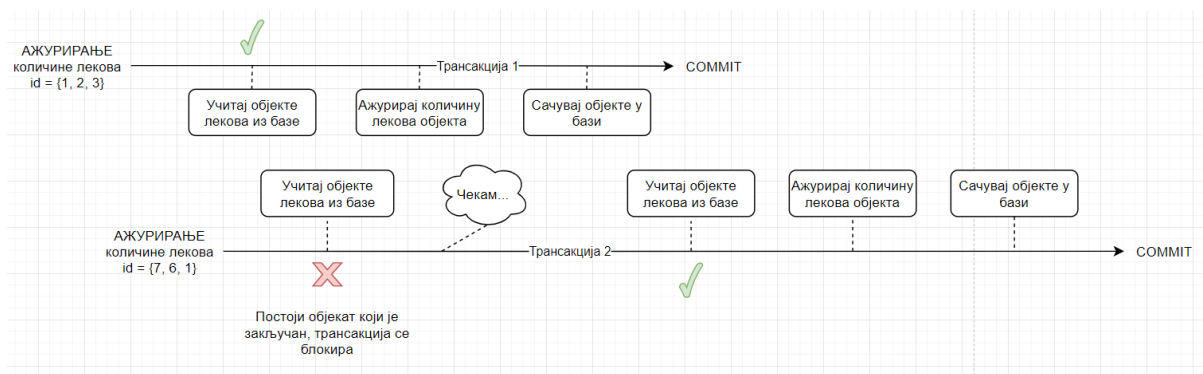 АЖУРИРАЊЕ
количине лекова
id = {1, 2, 3}
Трансакција 1
COMMIT
Учитај објекте
лекова из базе
Ажурирај количину
лекова објекта
Сачувај објекте у
бази
Учитај објекте
лекова из базе
Чекам...
Учитај објекте
лекова из базе
Ажурирај количину
лекова објекта
Сачувај објекте у
бази
АЖУРИРАЊЕ
количине лекова
id = {7, 6, 1}
Трансакција 2
COMMIT
Постоји објекат који је
закључан, трансакција се
блокира